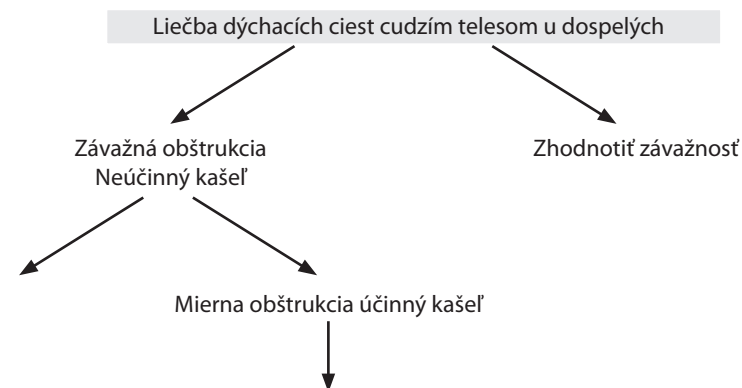 Liečba dýchacích ciest cudzím telesom u dospelých
Závažná obštrukcia
Neúčinný kašeľ
Zhodnotiť závažnosť
Mierna obštrukcia účinný kašeľ